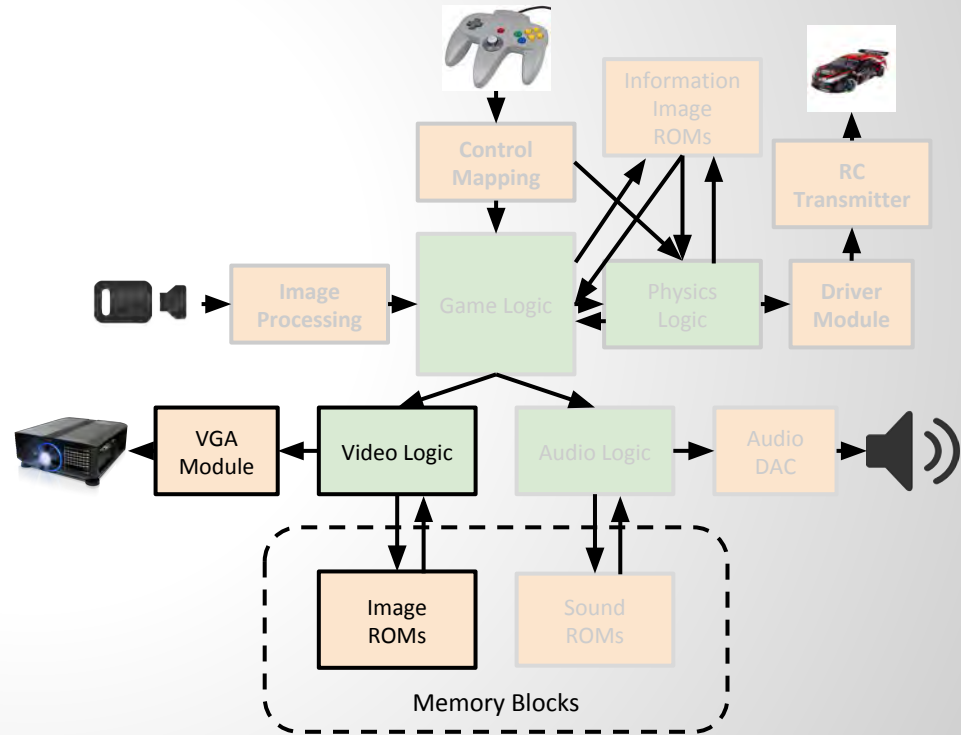 Information
Image
ROMs
Control
Mapping
RC
Transmitter
Image
Processing
Game Logic
Physics
Logic
Driver
Module
VGA
Module
Video Logic
Audio Logic
Audio
DAC
Image
ROMs
Sound
ROMs
Memory Blocks